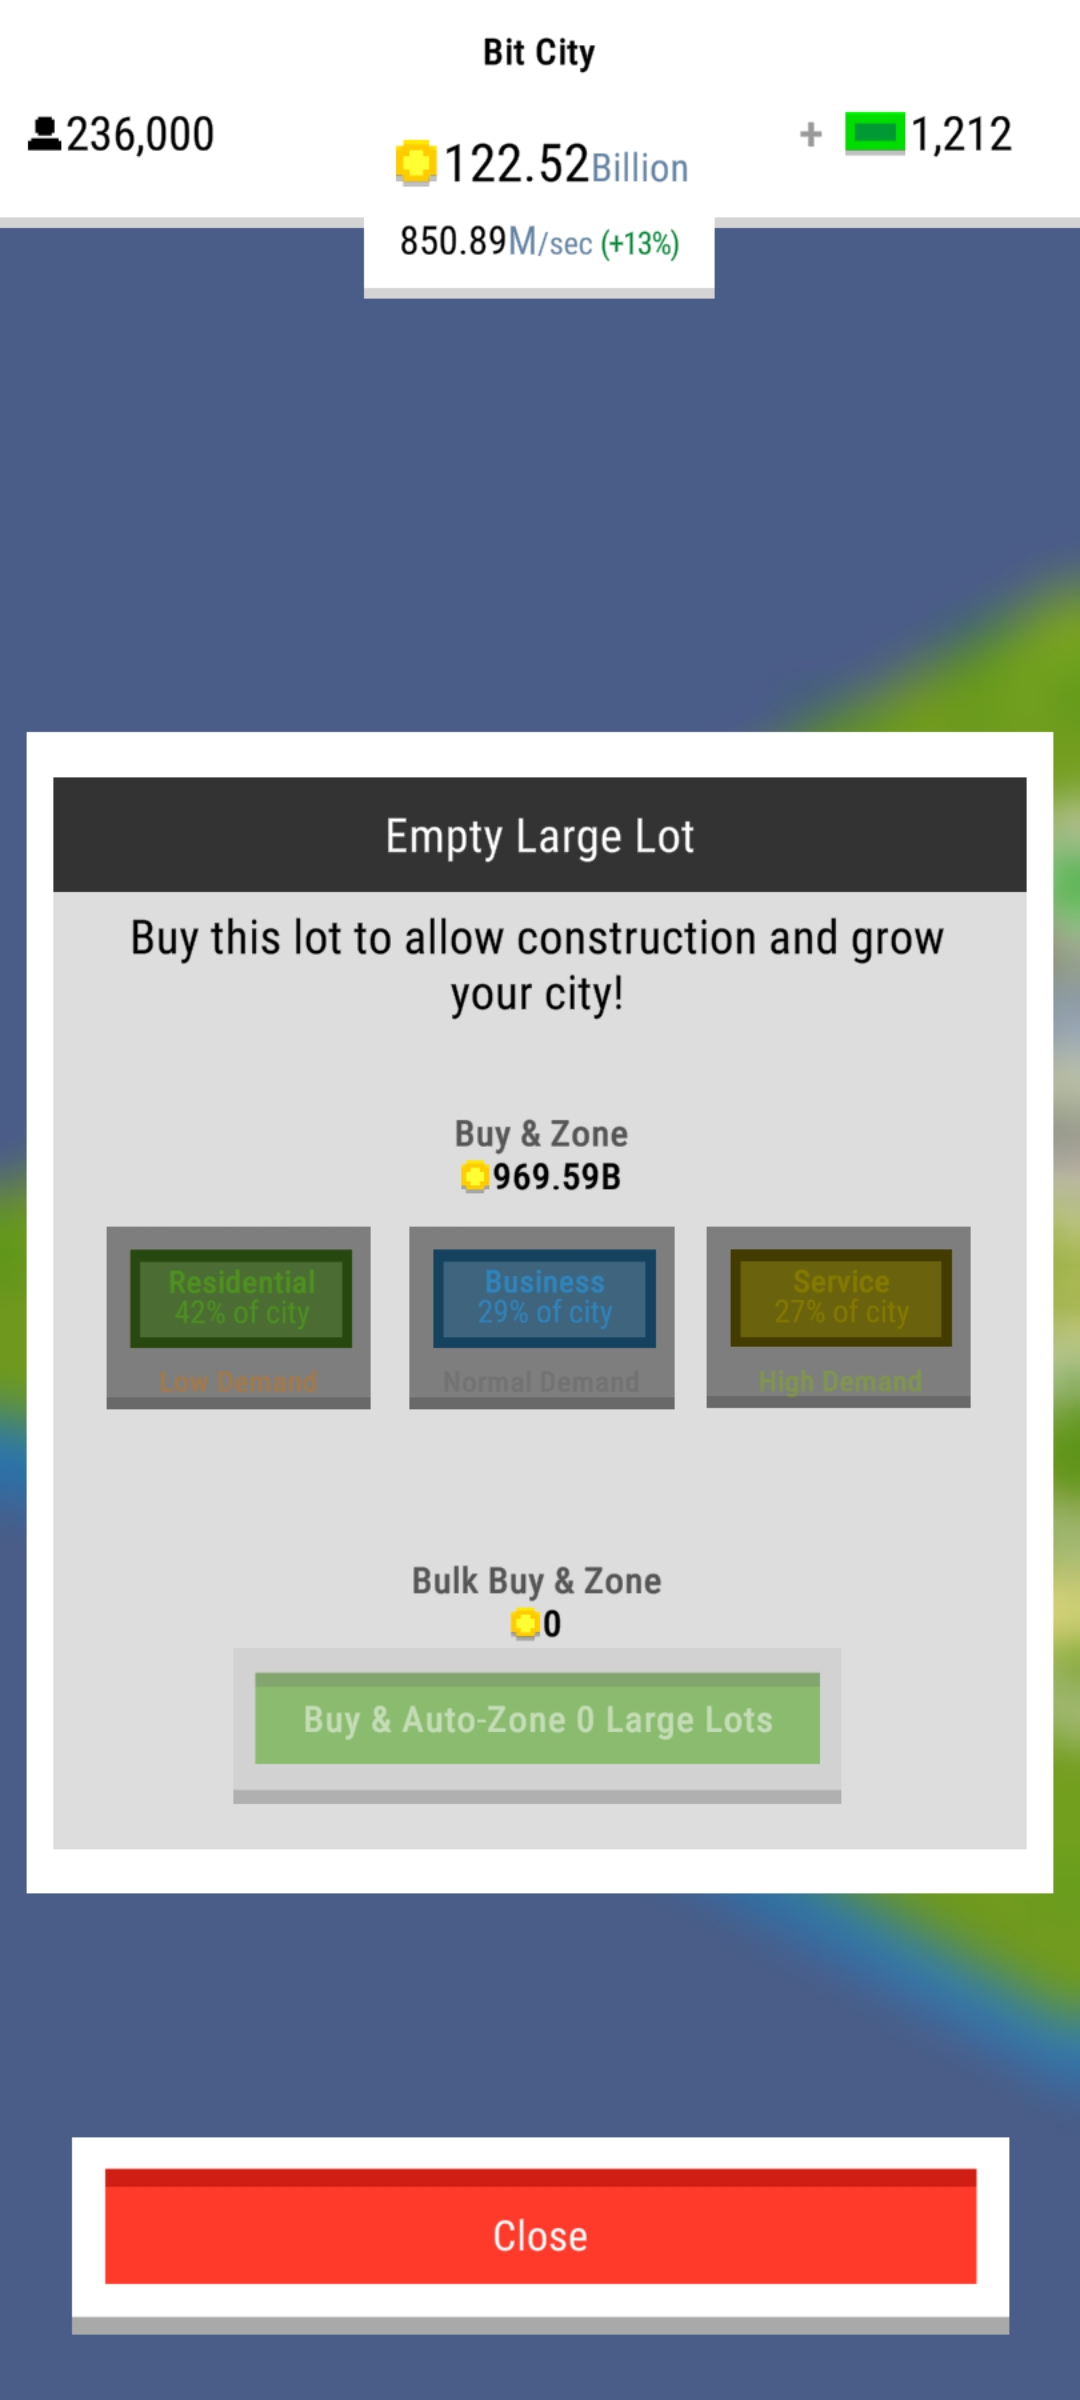 Bit City
236,000
122.52Billion
+ 1,212
850.89M/sec (+13%)
Empty Large Lot
Buy this lot to allow construction and grow
your city!
Buy & Zone
969.59B
Residential
42% of city
Low Demand
Business
29% of city
Normal Demand
Service
27% of city
High Demand
Bulk Buy & Zone
0
Buy & Auto-Zone 0 Large Lots
Close